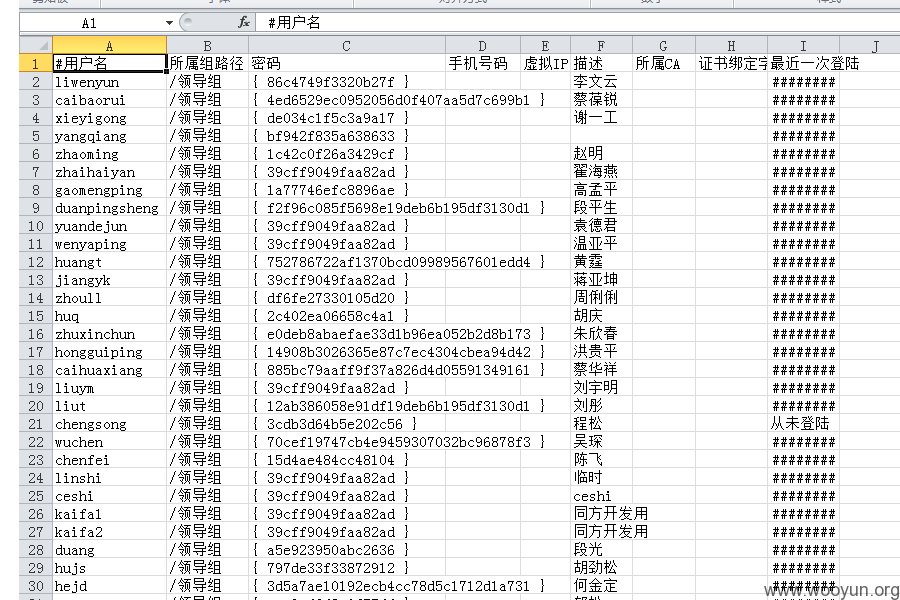 A1 fx #用户名
A B C D E F G H I J
1 #用户名 所属组路径 密码 手机号码 虚拟IP 描述 所属CA 证书绑定字 最近一次登陆
2 liwenyun /领导组 { 86c4749f3320b27f } 李文云 ########
3 caibaorui /领导组 { 4ed6529ec0952056d0f407aa5d7c699b1 } 蔡葆锐 ########
4 xieyigong /领导组 { de034c1f5c3a9a17 } 谢一工 ########
5 yangqiang /领导组 { bf942f835a638633 } ########
6 zhaoming /领导组 { 1c42c0f26a3429cf } 赵明 ########
7 zhaihaiyan /领导组 { 39cff9049faa82ad } 翟海燕 ########
8 gaomengping /领导组 { 1a77746efc8896ae } 高孟平 ########
9 duanpingsheng /领导组 { f2f96c085f5698e19deb6b195df3130d1 } 段平生 ########
10 yuandejun /领导组 { 39cff9049faa82ad } 袁德君 ########
11 wenyaping /领导组 { 39cff9049faa82ad } 温亚平 ########
12 huangt /领导组 { 752786722af1370bcd09989567601edd4 } 黄霆 ########
13 jiangyk /领导组 { 39cff9049faa82ad } 蒋亚坤 ########
14 zhoull /领导组 { df6fe27330105d20 } 周俐俐 ########
15 huq /领导组 { 2c402ea06658c4a1 } 胡庆 ########
16 zhuxinchun /领导组 { e0deb8abaefae33d1b96ea052b2d8b173 } 朱欣春 ########
17 hongguiping /领导组 { 14908b3026365e87c7ec4304cbea94d42 } 洪贵平 ########
18 caihuaxiang /领导组 { 885bc79aaff9f37a826d4d05591349161 } 蔡华祥 ########
19 liuym /领导组 { 39cff9049faa82ad } 刘宇明 ########
20 liut /领导组 { 12ab386058e91df19deb6b195df3130d1 } 刘彤 ########
21 chengsong /领导组 { 3cdb3d64b5e202c56 } 程松 从未登陆
22 wuchen /领导组 { 70cef19747cb4e9459307032bc96878f3 } 吴琛 ########
23 chenfei /领导组 { 15d4ae484cc48104 } 陈飞 ########
24 linshi /领导组 { 39cff9049faa82ad } 临时 ########
25 ceshi /领导组 { 39cff9049faa82ad } ceshi ########
26 kaifa1 /领导组 { 39cff9049faa82ad } 同方开发用 ########
27 kaifa2 /领导组 { 39cff9049faa82ad } 同方开发用 ########
28 duang /领导组 { a5e923950abc2636 } 段光 ########
29 hujs /领导组 { 797de33f33872912 } 胡劲松 ########
30 hejd /领导组 { 3d5a7ae10192ecb4cc78d5c1712d1a731 } 何金定 ########
www.wooyun.org